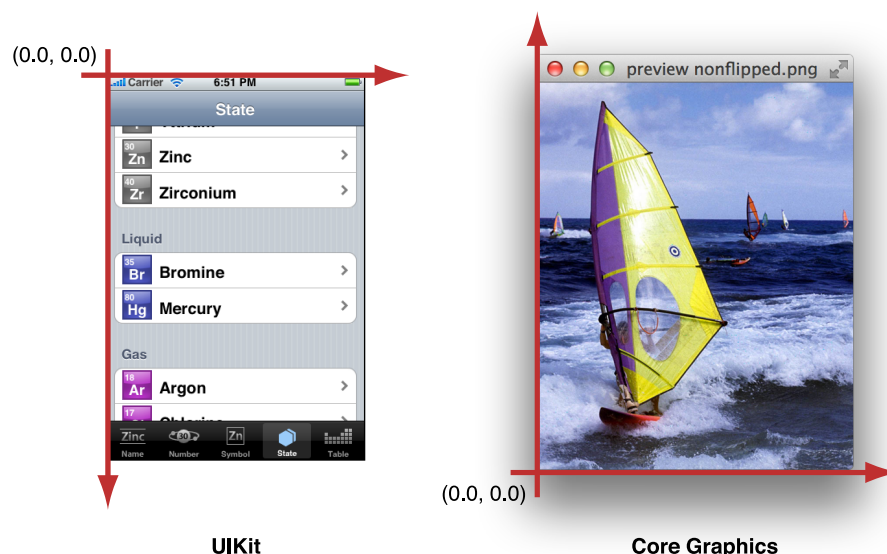 (0.0, 0.0)
Carrier 6:51 PM
State
30
Zn Zinc
40
Zr Zirconium
Liquid
35
Br Bromine
80
Hg Mercury
Gas
18
Ar Argon
17
Zinc 30 Zn
Name Number Symbol State Table
UIKit
preview nonflipped.png
(0.0, 0.0)
Core Graphics